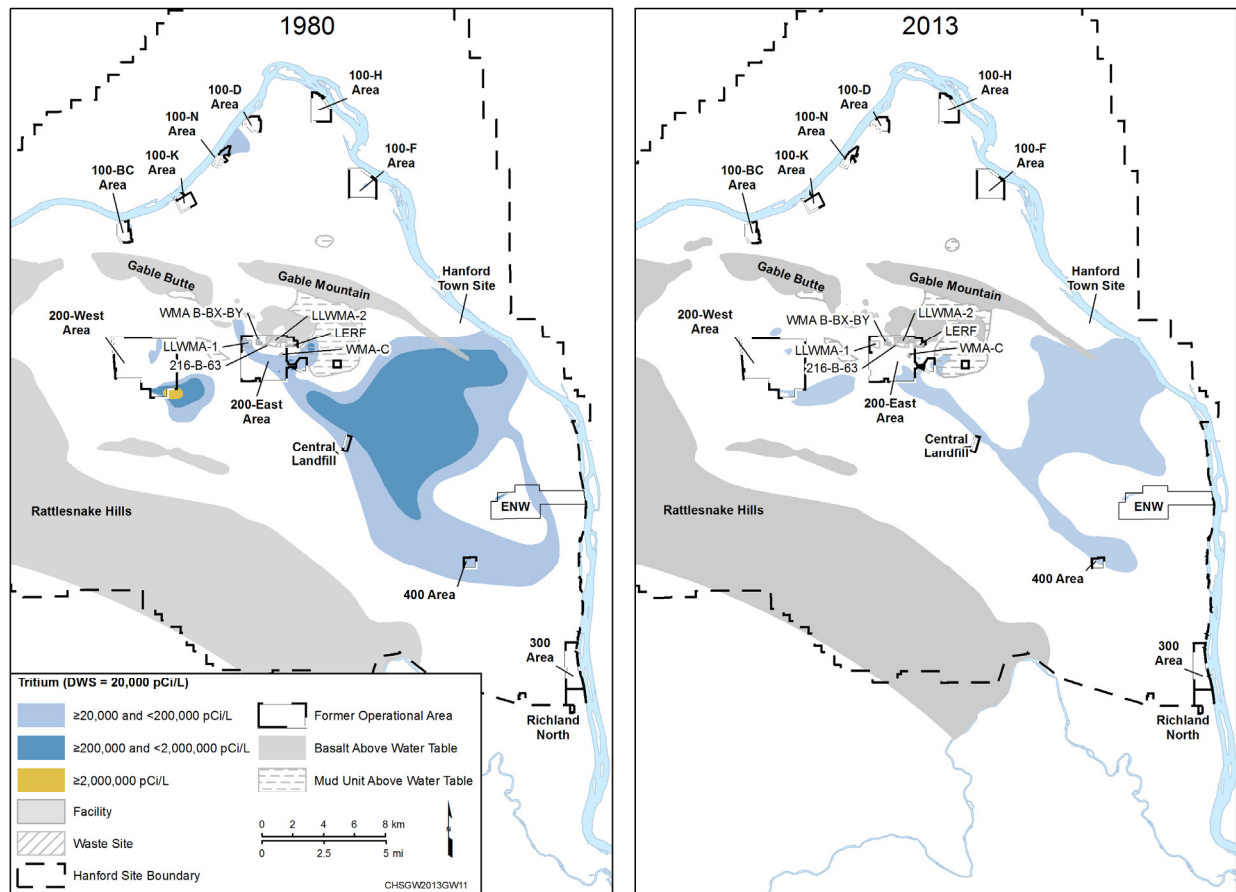 1980
100-H
Area
100-D
Area
100-N
Area
100-K
Area
100-BC
Area
100-F
Area
Gable Butte
Gable Mountain
Hanford
Town Site
200-West
Area
WMA B-BX-BY
LLWMA-2
LERF
LLWMA-1
WMA-C
216-B-63
200-East
Area
Central
Landfill
ENW
Rattlesnake Hills
400 Area
300
Area
Richland
North
Tritium (DWS = 20,000 pCi/L)
≥20,000 and <200,000 pCi/L
≥200,000 and <2,000,000 pCi/L
≥2,000,000 pCi/L
Facility
Waste Site
Hanford Site Boundary
Former Operational Area
Basalt Above Water Table
Mud Unit Above Water Table
0 2 4 6 8 km
0 2.5 5 mi
N
CHSGW2013GW11
2013
100-H
Area
100-D
Area
100-N
Area
100-K
Area
100-BC
Area
100-F
Area
Gable Butte
Gable Mountain
Hanford
Town Site
200-West
Area
WMA B-BX-BY
LLWMA-2
LERF
LLWMA-1
WMA-C
216-B-63
200-East
Area
Central
Landfill
ENW
Rattlesnake Hills
400 Area
300
Area
Richland
North